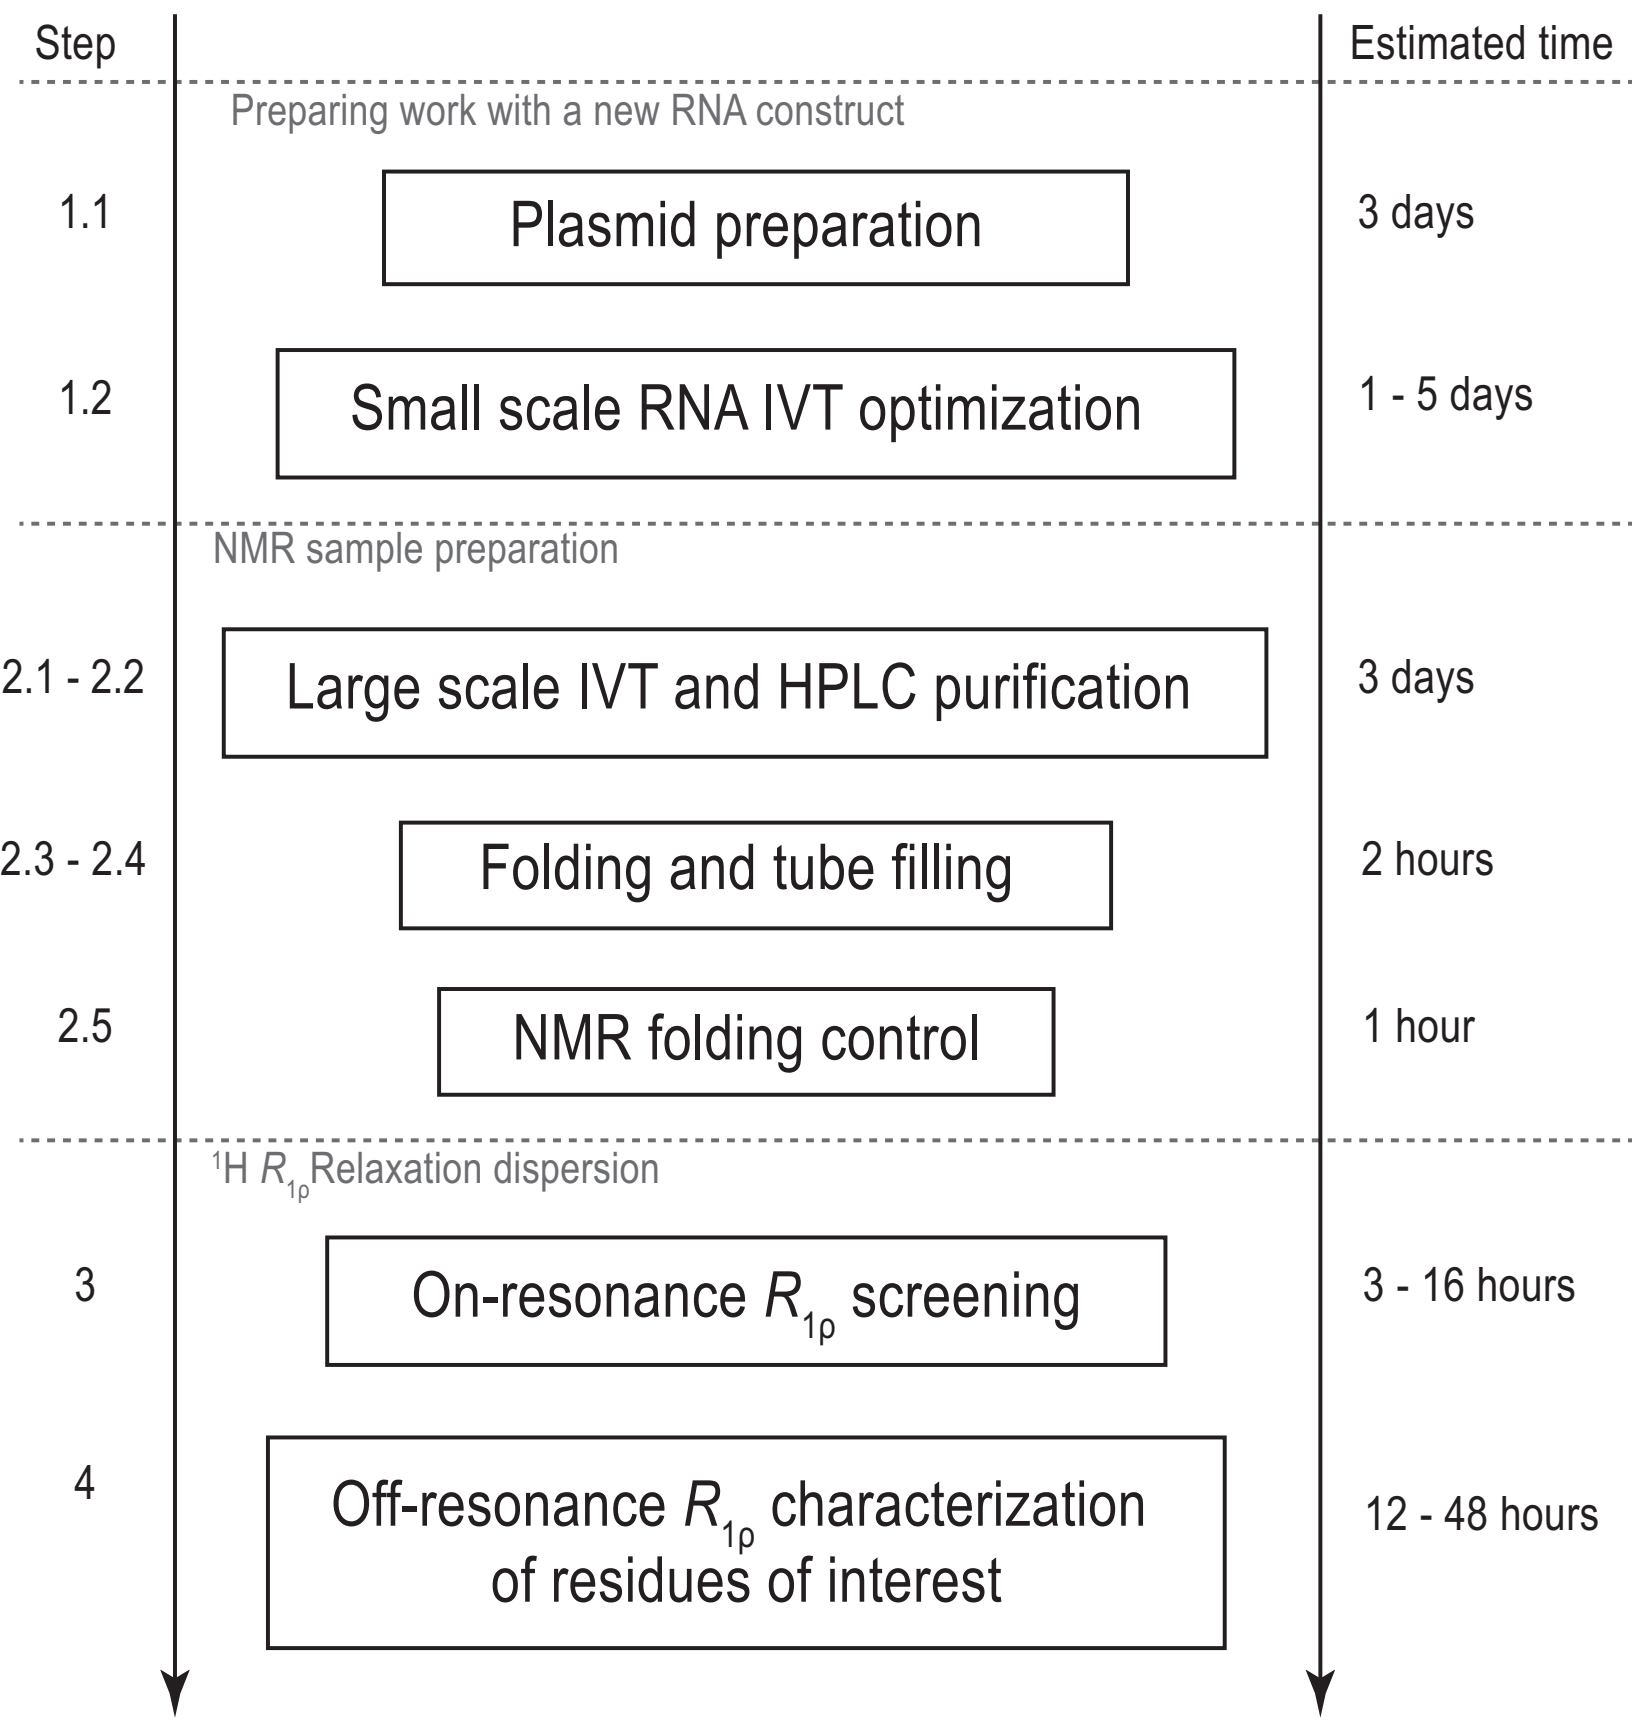 Step Estimated time
Preparing work with a new RNA construct
1.1 Plasmid preparation 3 days
1.2 Small scale RNA IVT optimization 1 - 5 days
NMR sample preparation
2.1 - 2.2 Large scale IVT and HPLC purification 3 days
2.3 - 2.4 Folding and tube filling 2 hours
2.5 NMR folding control 1 hour
¹H R₁ᵨ Relaxation dispersion
3 On-resonance R₁ᵨ screening 3 - 16 hours
4 Off-resonance R₁ᵨ characterization 12 - 48 hours
of residues of interest